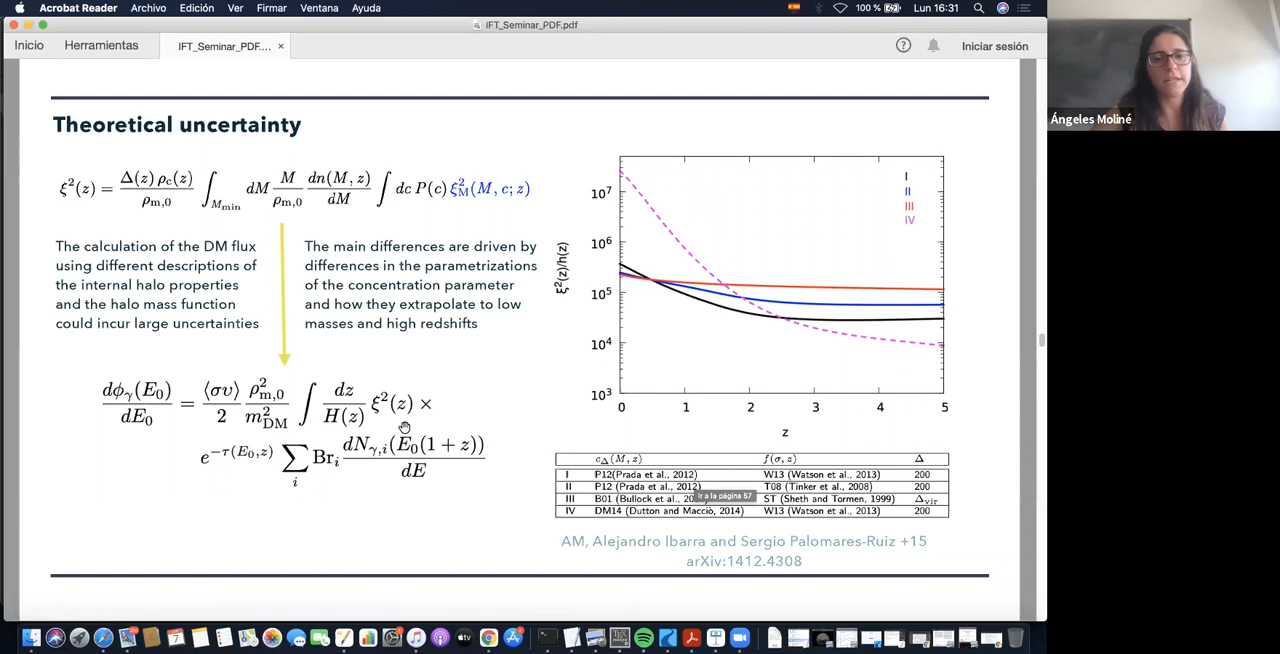 Acrobat Reader Archivo Edición Ver Firmar Ventana Ayuda 100 % Lun 16:31
IFT_Seminar_PDF.pdf
Inicio Herramientas IFT_Seminar_PDF.... × ? Iniciar sesión
Ángeles Moliné
Theoretical uncertainty
ξ²(z) = Δ(z) ρc(z) / ρm,0 ∫Mmin dM M/ρm,0 dn(M, z)/dM ∫ dc P(c) ξ²M(M, c; z)
The calculation of the DM flux
using different descriptions of
the internal halo properties
and the halo mass function
could incur large uncertainties
The main differences are driven by
differences in the parametrizations
of the concentration parameter
and how they extrapolate to low
masses and high redshifts
dϕγ(E0)/dE0 = ⟨συ⟩/2 ρ²m,0/m²DM ∫ dz/H(z) ξ²(z) ×
e^−τ(E0,z) Σi Bri dNγ,i(E0(1 + z))/dE
ξ²(z)/h(z)
10⁷
10⁶
10⁵
10⁴
10³
0 1 2 3 4 5
z
I
II
III
IV
cΔ(M, z) f(σ, z) Δ
I P12(Prada et al., 2012) W13 (Watson et al., 2013) 200
II P12 (Prada et al., 2012) T08 (Tinker et al., 2008) 200
III B01 (Bullock et al., ST (Sheth and Tormen, 1999) Δvir
IV DM14 (Dutton and Macciò, 2014) W13 (Watson et al., 2013) 200
Ir a la página 57
AM, Alejandro Ibarra and Sergio Palomares-Ruiz +15
arXiv:1412.4308